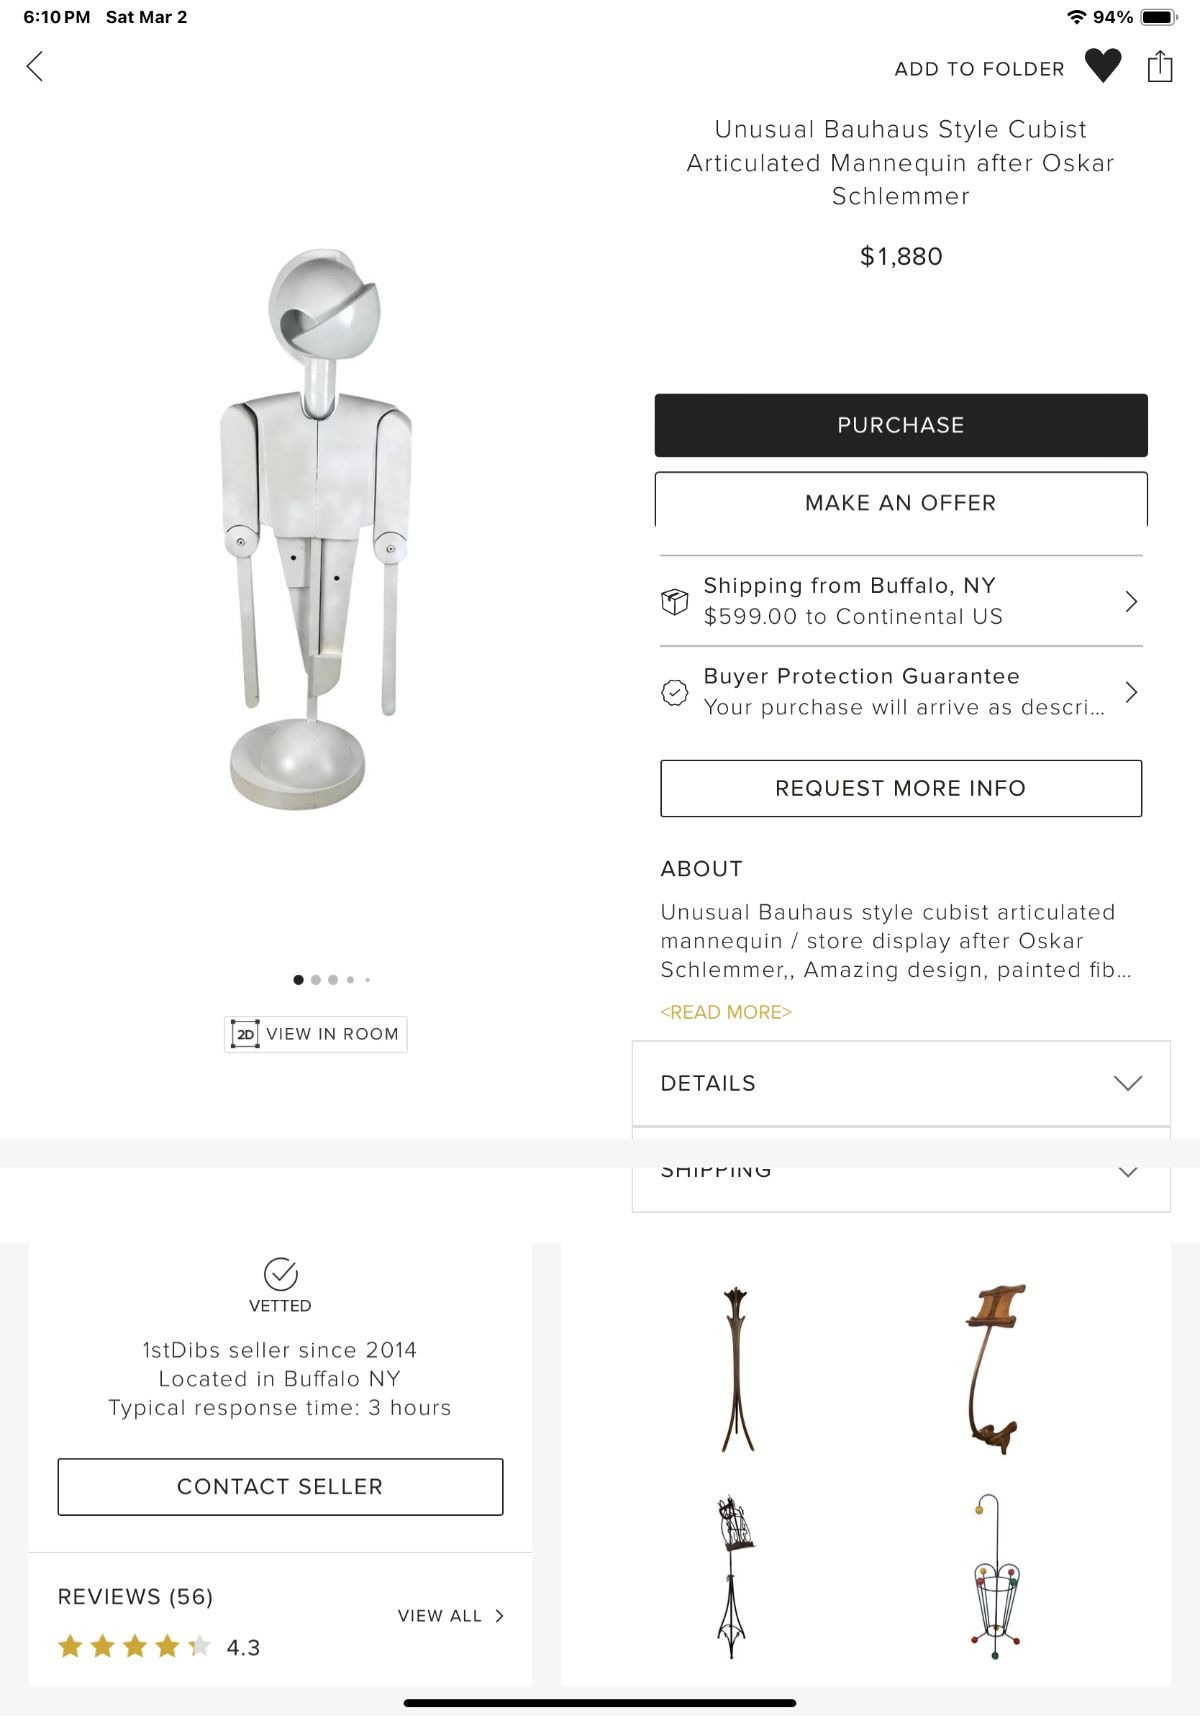 6:10 PM Sat Mar 2
94%
ADD TO FOLDER
Unusual Bauhaus Style Cubist
Articulated Mannequin after Oskar
Schlemmer
$1,880
PURCHASE
MAKE AN OFFER
Shipping from Buffalo, NY
$599.00 to Continental US
Buyer Protection Guarantee
Your purchase will arrive as descri...
REQUEST MORE INFO
ABOUT
Unusual Bauhaus style cubist articulated
mannequin / store display after Oskar
Schlemmer,, Amazing design, painted fib...
<READ MORE>
2D VIEW IN ROOM
DETAILS
SHIPPING
VETTED
1stDibs seller since 2014
Located in Buffalo NY
Typical response time: 3 hours
CONTACT SELLER
REVIEWS (56)
VIEW ALL
4.3